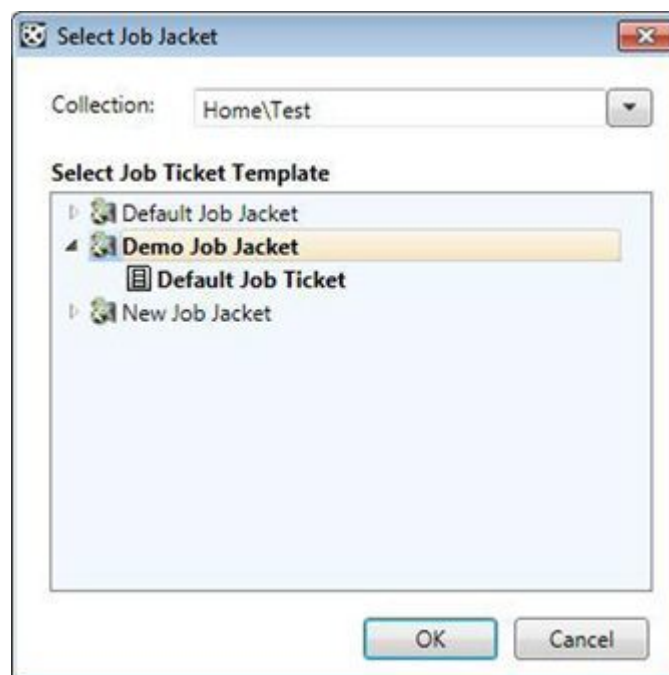 Select Job Jacket
Collection: Home\Test
Select Job Ticket Template
Default Job Jacket
Demo Job Jacket
Default Job Ticket
New Job Jacket
OK Cancel